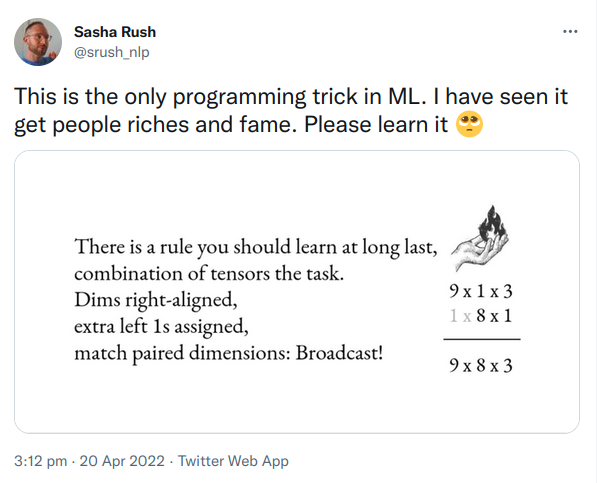 Sasha Rush
@srush_nlp
This is the only programming trick in ML. I have seen it
get people riches and fame. Please learn it 🥺
There is a rule you should learn at long last,
combination of tensors the task.
Dims right-aligned,
extra left 1s assigned,
match paired dimensions: Broadcast!
9 x 1 x 3
1 x 8 x 1
9 x 8 x 3
3:12 pm · 20 Apr 2022 · Twitter Web App